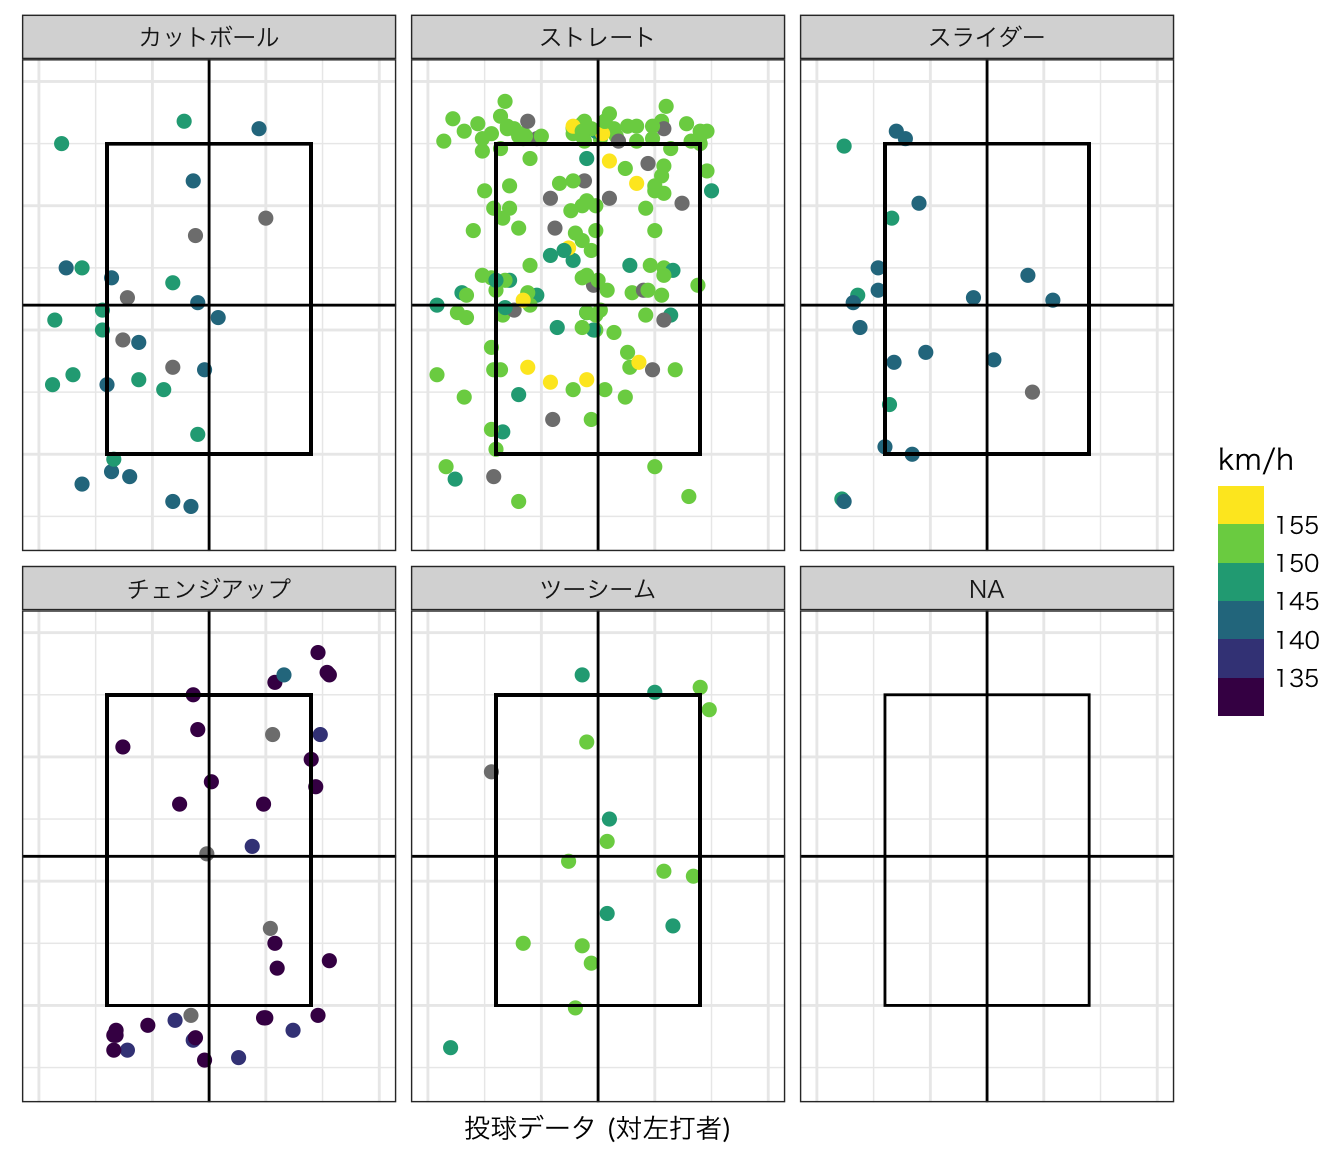 カットボール
ストレート
スライダー
チェンジアップ
ツーシーム
NA
km/h
155
150
145
140
135
投球データ (対左打者)